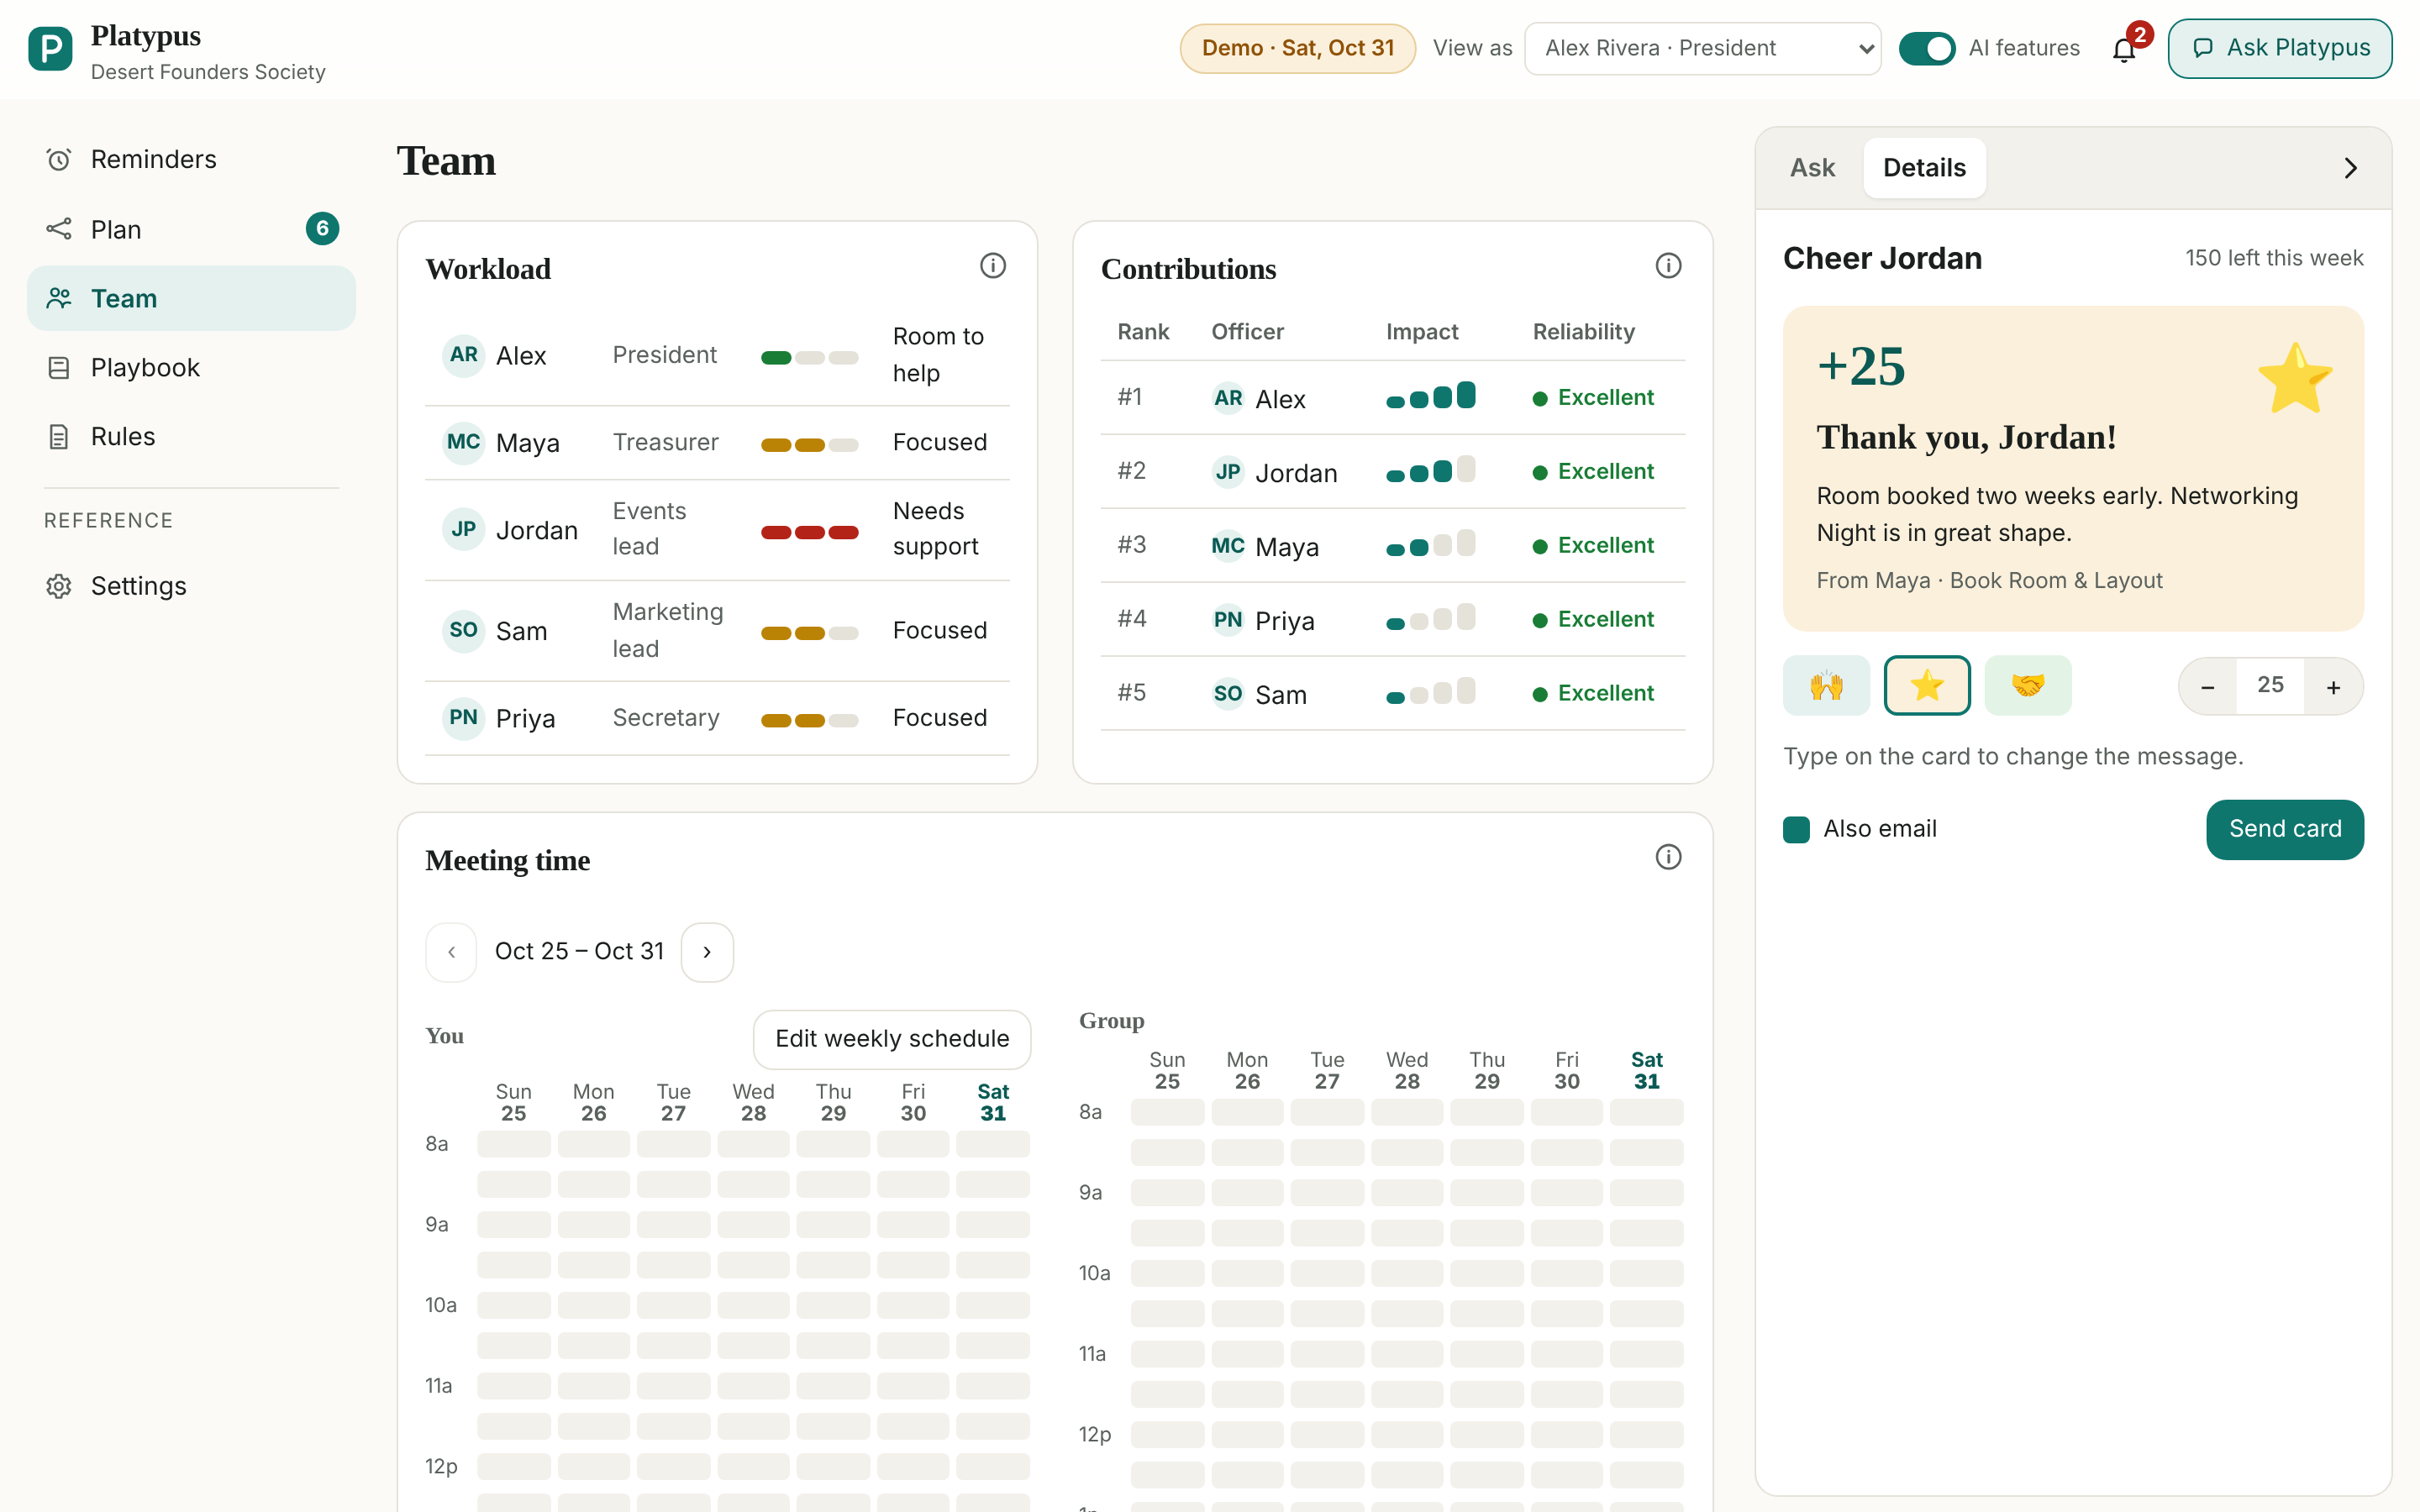 P
Platypus
Desert Founders Society
Demo · Sat, Oct 31
View as
Alex Rivera · President
AI features
2
Ask Platypus
Reminders
Plan
6
Team
Playbook
Rules
REFERENCE
Settings
Team
Workload
AR Alex President Room to help
MC Maya Treasurer Focused
JP Jordan Events lead Needs support
SO Sam Marketing lead Focused
PN Priya Secretary Focused
Contributions
Rank Officer Impact Reliability
#1 AR Alex Excellent
#2 JP Jordan Excellent
#3 MC Maya Excellent
#4 PN Priya Excellent
#5 SO Sam Excellent
Meeting time
Oct 25 – Oct 31
You
Edit weekly schedule
Sun Mon Tue Wed Thu Fri Sat
25 26 27 28 29 30 31
8a
9a
10a
11a
12p
Group
Sun Mon Tue Wed Thu Fri Sat
25 26 27 28 29 30 31
8a
9a
10a
11a
12p
Ask
Details
Cheer Jordan
150 left this week
+25
Thank you, Jordan!
Room booked two weeks early. Networking
Night is in great shape.
From Maya · Book Room & Layout
– 25 +
Type on the card to change the message.
Also email
Send card